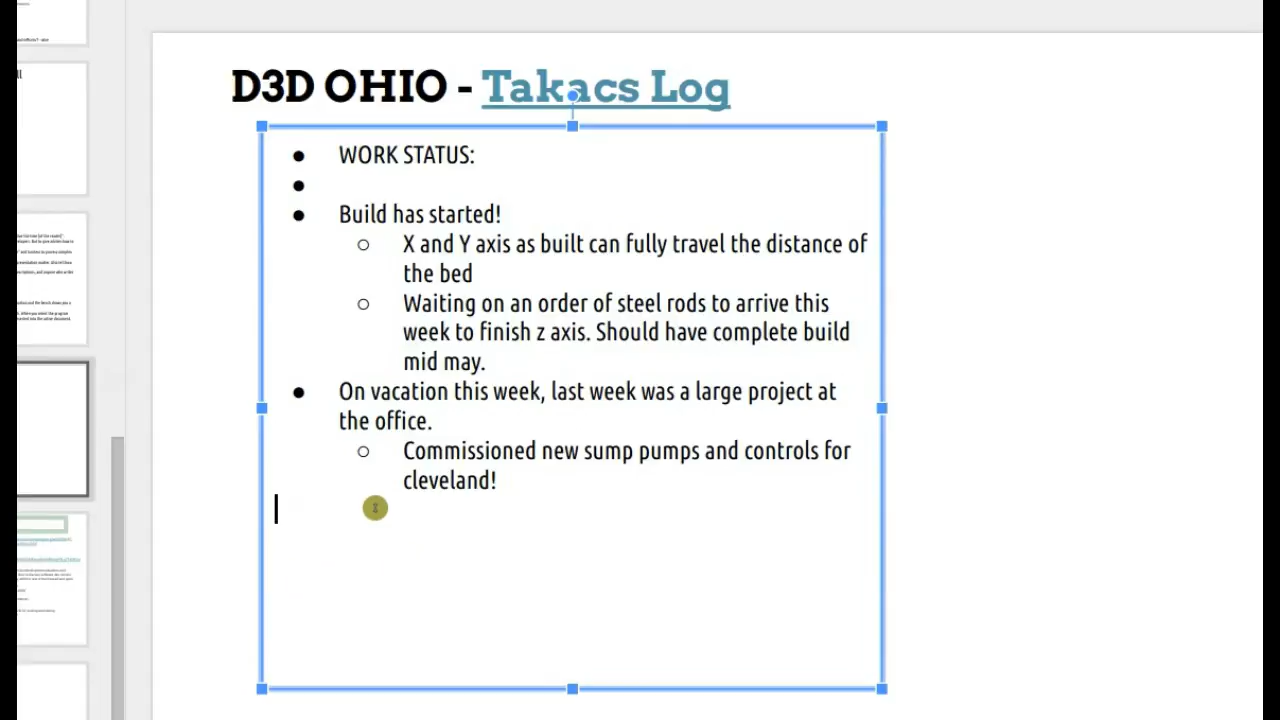 D3D OHIO - Takacs Log
● WORK STATUS:
●
● Build has started!
○ X and Y axis as built can fully travel the distance of
the bed
○ Waiting on an order of steel rods to arrive this
week to finish z axis. Should have complete build
mid may.
● On vacation this week, last week was a large project at
the office.
○ Commissioned new sump pumps and controls for
cleveland!